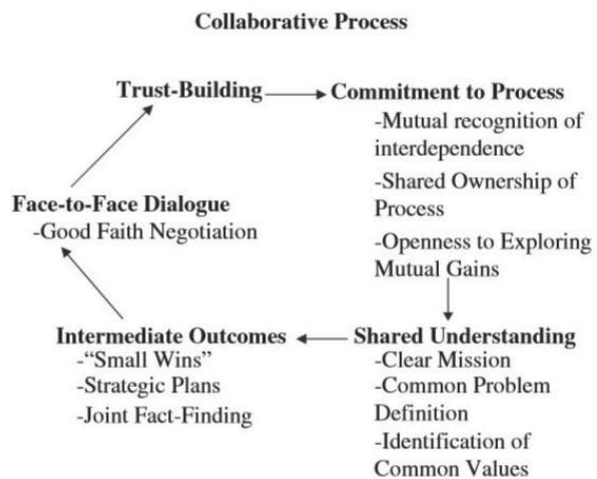 Collaborative Process
Trust-Building
Commitment to Process
-Mutual recognition of
interdependence
-Shared Ownership of
Process
-Openness to Exploring
Mutual Gains
Face-to-Face Dialogue
-Good Faith Negotiation
Intermediate Outcomes
-“Small Wins”
-Strategic Plans
-Joint Fact-Finding
Shared Understanding
-Clear Mission
-Common Problem
Definition
-Identification of
Common Values